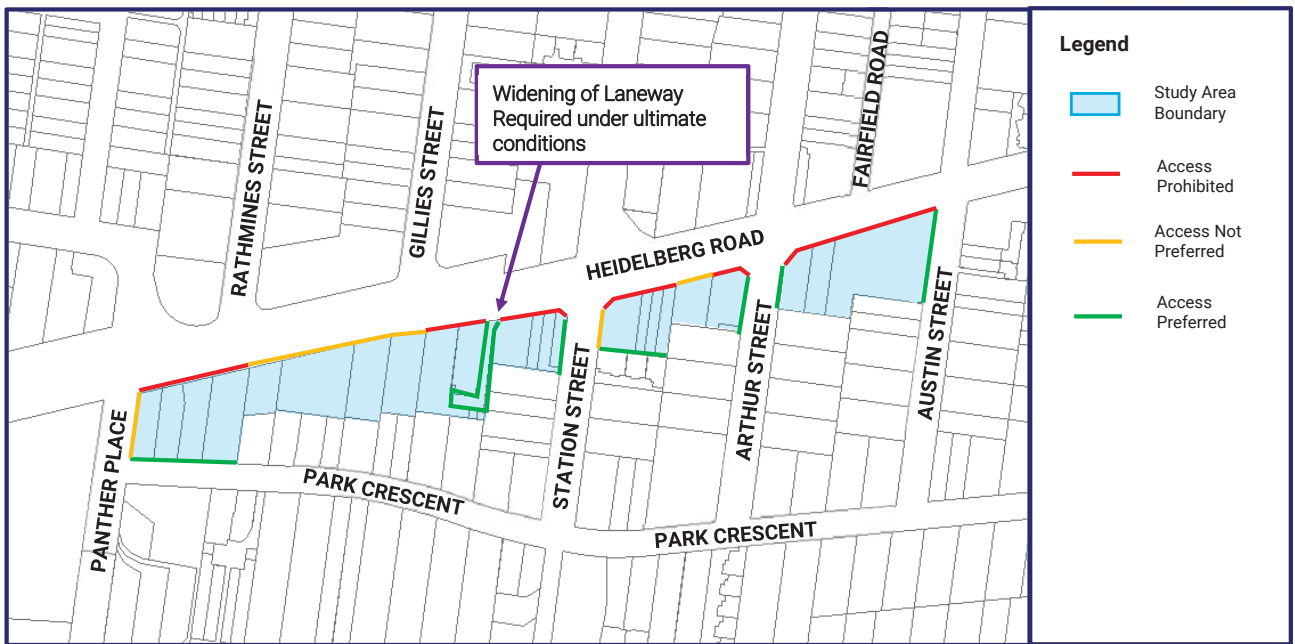 Widening of Laneway
Required under ultimate
conditions
RATHMINES STREET
GILLIES STREET
FAIRFIELD ROAD
HEIDELBERG ROAD
PANTHER PLACE
STATION STREET
ARTHUR STREET
AUSTIN STREET
PARK CRESCENT
PARK CRESCENT
Legend
Study Area
Boundary
Access
Prohibited
Access Not
Preferred
Access
Preferred